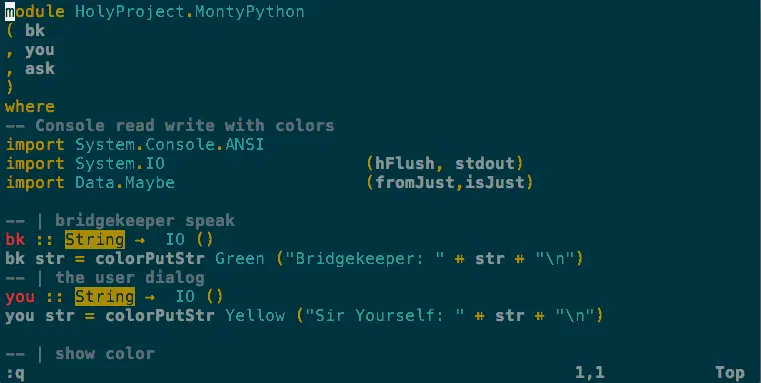 module HolyProject.MontyPython
( bk
, you
, ask
)
where
-- Console read write with colors
import System.Console.ANSI
import System.IO                    (hFlush, stdout)
import Data.Maybe                   (fromJust,isJust)
-- | bridgekeeper speak
bk :: String → IO ()
bk str = colorPutStr Green ("Bridgekeeper: " ⧺ str ⧺ "\n")
-- | the user dialog
you :: String → IO ()
you str = colorPutStr Yellow ("Sir Yourself: " ⧺ str ⧺ "\n")
-- | show color
:q                                                       1,1           Top